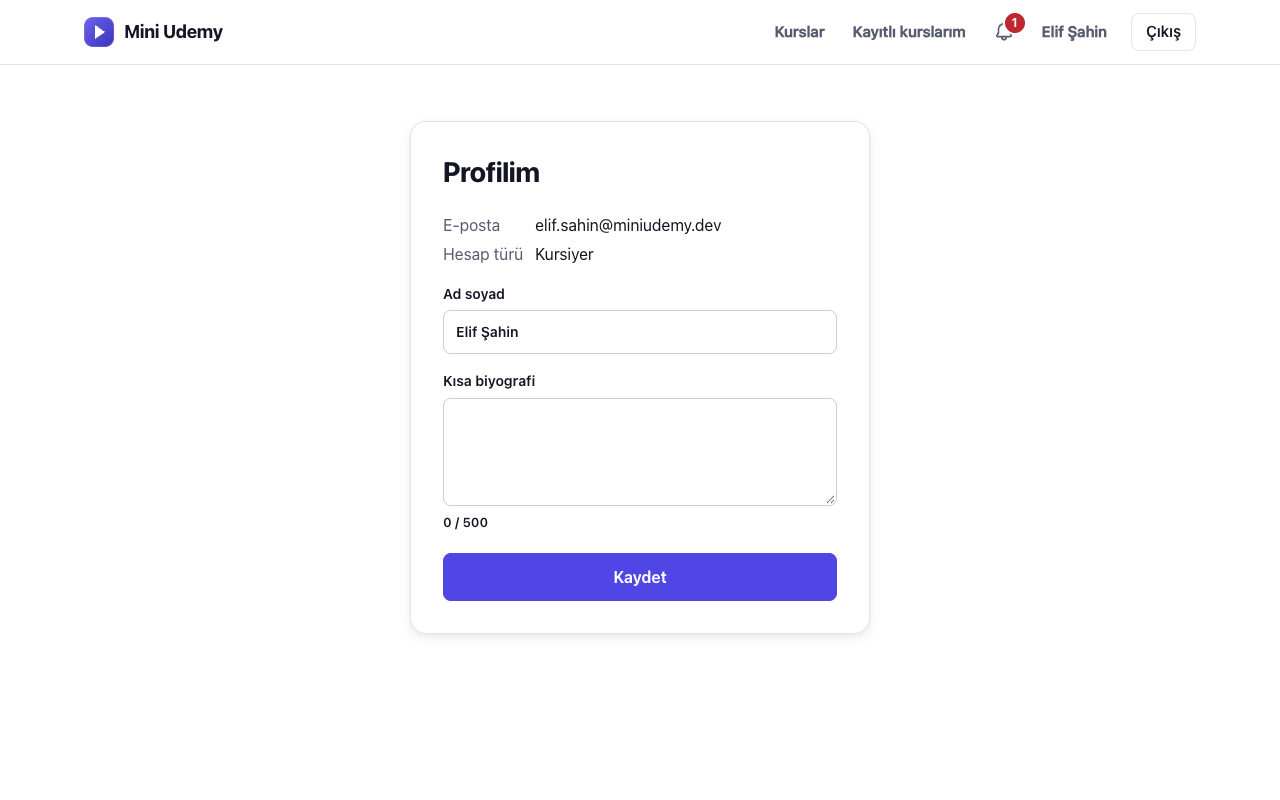 Mini Udemy
Kurslar
Kayıtlı kurslarım
1
Elif Şahin
Çıkış
Profilim
E-posta elif.sahin@miniudemy.dev
Hesap türü Kursiyer
Ad soyad
Elif Şahin
Kısa biyografi
0 / 500
Kaydet